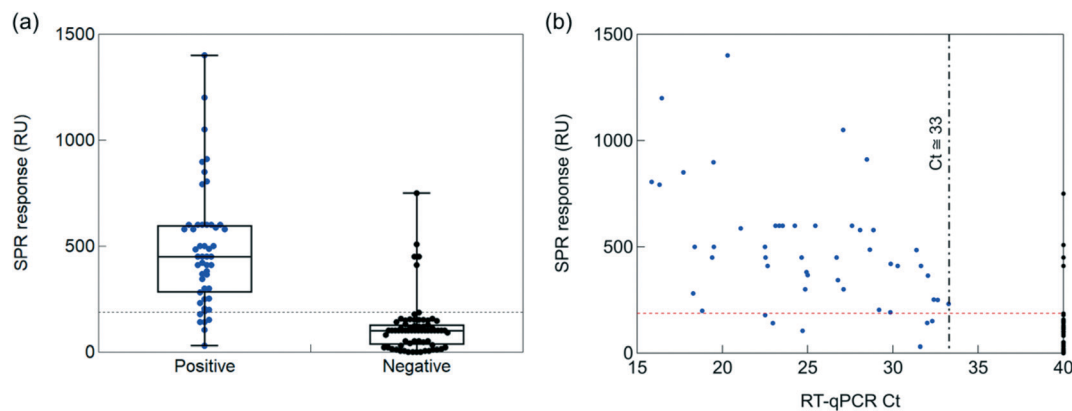 (a)
1500
1000
500
0
SPR response (RU)
Positive
Negative
(b)
1500
1000
500
0
SPR response (RU)
Ct ≅ 33
15
20
25
30
35
40
RT-qPCR Ct